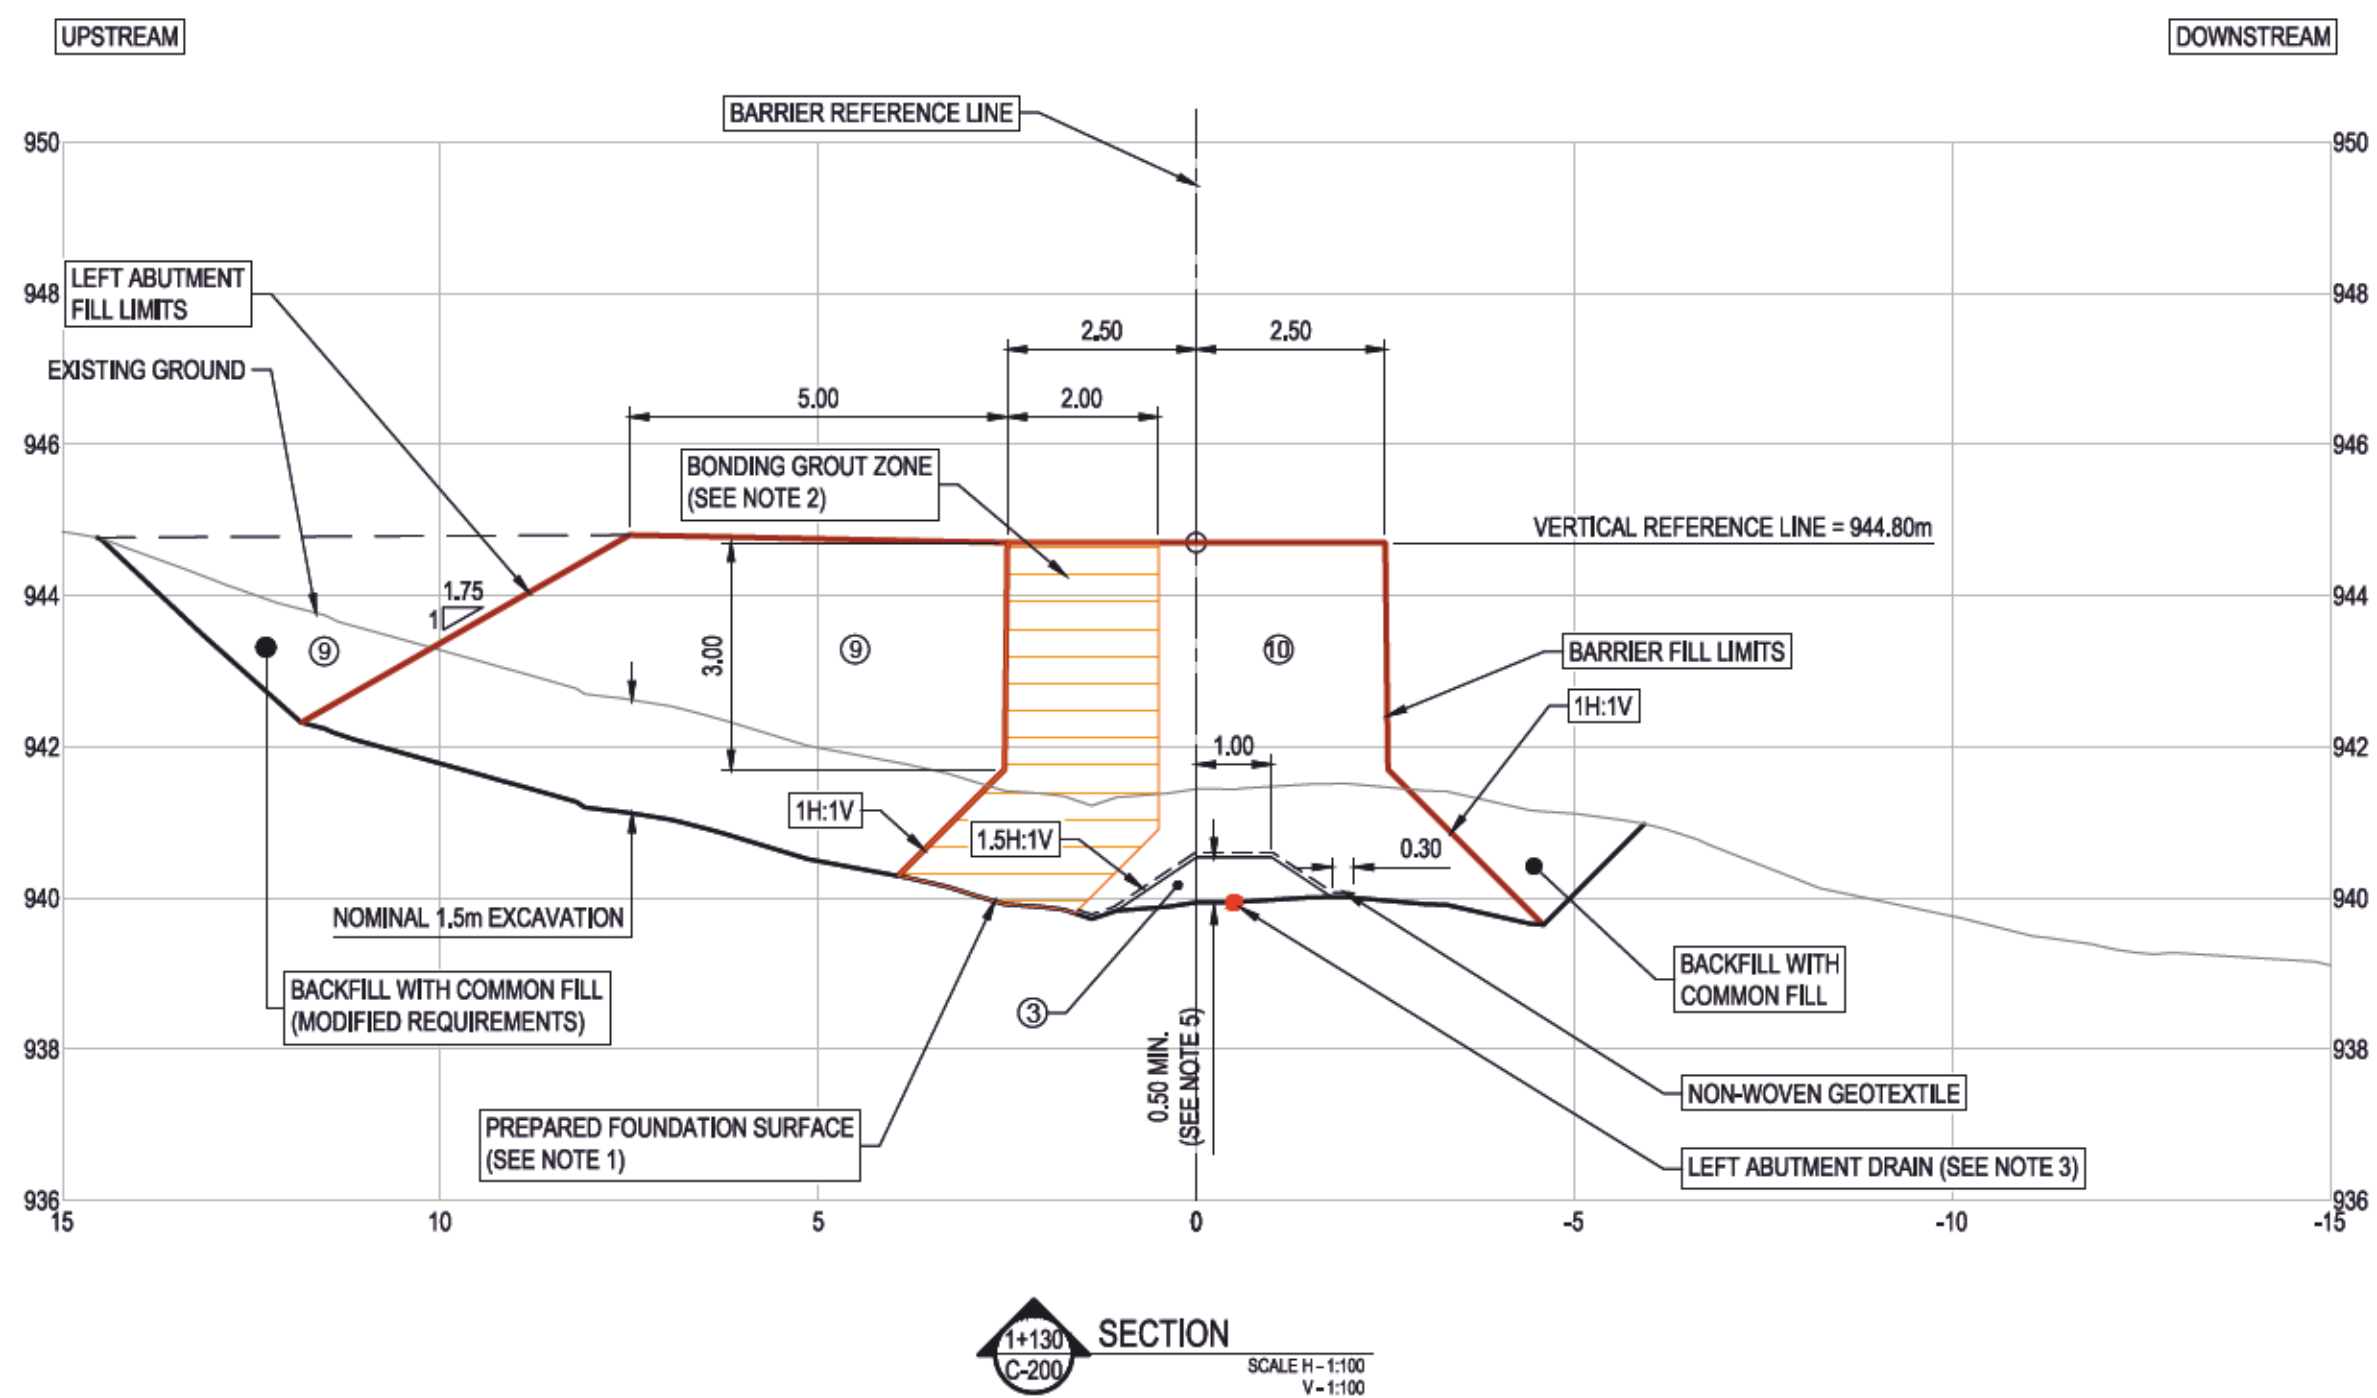 UPSTREAM
DOWNSTREAM
BARRIER REFERENCE LINE
950
950
LEFT ABUTMENT
FILL LIMITS
948
948
2.50
2.50
EXISTING GROUND
5.00
2.00
946
946
BONDING GROUT ZONE
(SEE NOTE 2)
VERTICAL REFERENCE LINE = 944.80m
1.75
1
944
944
9
9
3.00
10
BARRIER FILL LIMITS
1H:1V
942
942
1.00
1H:1V
1.5H:1V
0.30
940
940
NOMINAL 1.5m EXCAVATION
BACKFILL WITH
COMMON FILL
BACKFILL WITH COMMON FILL
(MODIFIED REQUIREMENTS)
3
0.50 MIN.
(SEE NOTE 5)
938
938
NON-WOVEN GEOTEXTILE
PREPARED FOUNDATION SURFACE
(SEE NOTE 1)
LEFT ABUTMENT DRAIN (SEE NOTE 3)
936
936
15
10
5
0
-5
-10
-15
1+130
C-200
SECTION
SCALE H - 1:100
V - 1:100